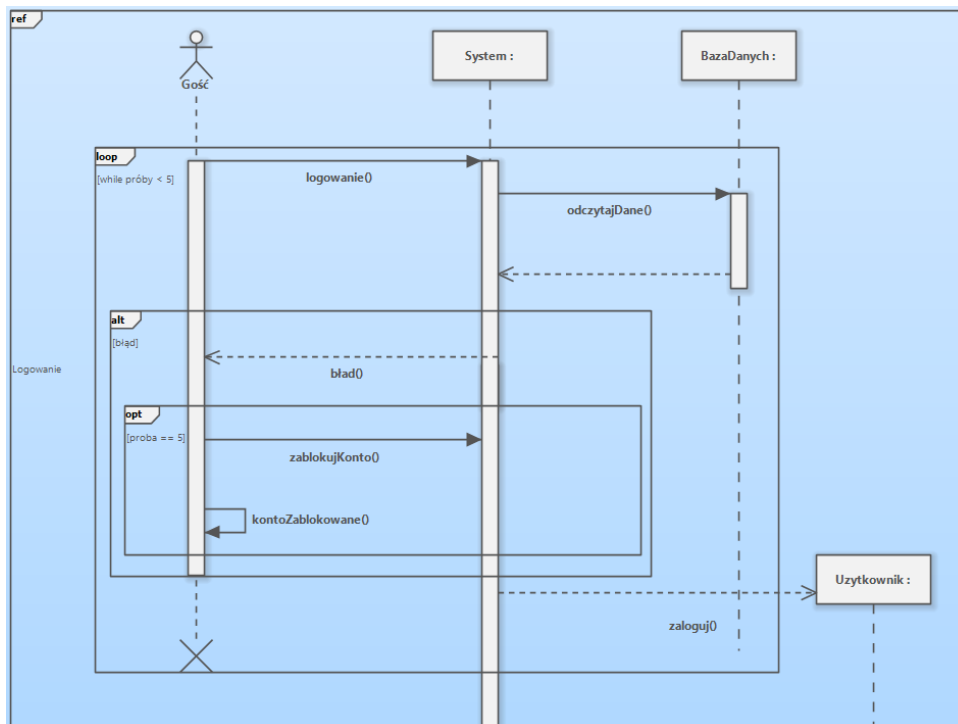 ref
System :
BazaDanych :
Gość
loop
[while próby < 5]
logowanie()
odczytajDane()
alt
[błąd]
Logowanie
bład()
opt
[proba == 5]
zablokujKonto()
kontoZablokowane()
Uzytkownik :
zaloguj()